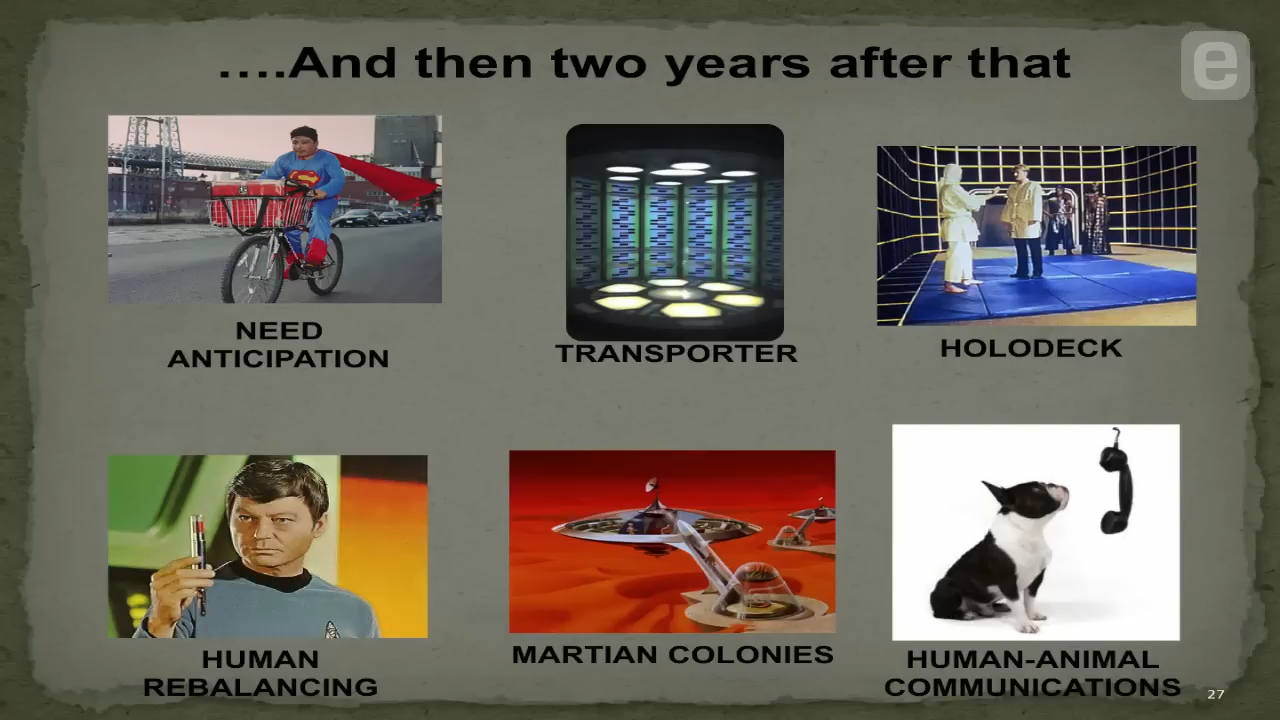 ....And then two years after that
e
NEED
ANTICIPATION
TRANSPORTER
HOLODECK
HUMAN
REBALANCING
MARTIAN COLONIES
HUMAN-ANIMAL
COMMUNICATIONS
27